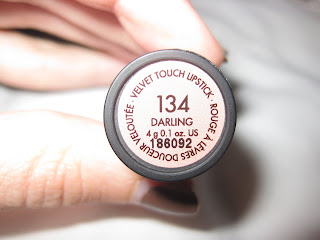 · VELVET TOUCH LIPSTICK · ROUGE À LÈVRES DOUCEUR VELOUTÉE
134
DARLING
4 g 0.1 oz. US
186092